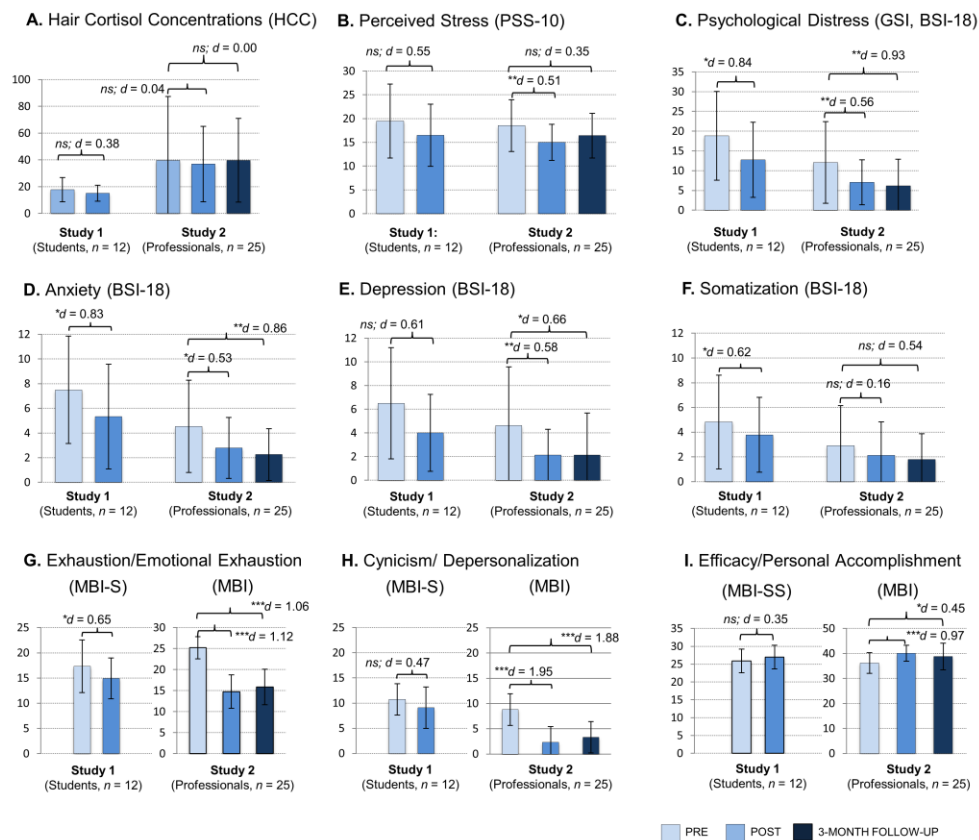 A. Hair Cortisol Concentrations (HCC)
ns; d = 0.00
ns; d = 0.04
ns; d = 0.38
100
80
60
40
20
0
Study 1
(Students, n = 12)
Study 2
(Professionals, n = 25)
B. Perceived Stress (PSS-10)
ns; d = 0.55
ns; d = 0.35
**d = 0.51
30
25
20
15
10
5
0
Study 1:
(Students, n = 12)
Study 2
(Professionals, n = 25)
C. Psychological Distress (GSI, BSI-18)
*d = 0.84
**d = 0.93
**d = 0.56
35
30
25
20
15
10
5
0
Study 1
(Students, n = 12)
Study 2
(Professionals, n = 25)
D. Anxiety (BSI-18)
*d = 0.83
**d = 0.86
*d = 0.53
12
10
8
6
4
2
0
Study 1
(Students, n = 12)
Study 2
(Professionals, n = 25)
E. Depression (BSI-18)
ns; d = 0.61
*d = 0.66
**d = 0.58
12
10
8
6
4
2
0
Study 1
(Students, n = 12)
Study 2
(Professionals, n = 25)
F. Somatization (BSI-18)
*d = 0.62
ns; d = 0.54
ns; d = 0.16
12
10
8
6
4
2
0
Study 1
(Students, n = 12)
Study 2
(Professionals, n = 25)
G. Exhaustion/Emotional Exhaustion
(MBI-S)
(MBI)
*d = 0.65
***d = 1.06
***d = 1.12
25
20
15
10
5
0
30
25
20
15
10
5
0
Study 1
(Students, n = 12)
Study 2
(Professionals, n = 25)
H. Cynicism/ Depersonalization
(MBI-S)
(MBI)
ns; d = 0.47
***d = 1.88
***d = 1.95
25
20
15
10
5
0
25
20
15
10
5
0
Study 1
(Students, n = 12)
Study 2
(Professionals, n = 25)
I. Efficacy/Personal Accomplishment
(MBI-SS)
(MBI)
ns; d = 0.35
*d = 0.45
***d = 0.97
35
30
25
20
15
10
5
0
50
40
30
20
10
0
Study 1
(Students, n = 12)
Study 2
(Professionals, n = 25)
PRE
POST
3-MONTH FOLLOW-UP